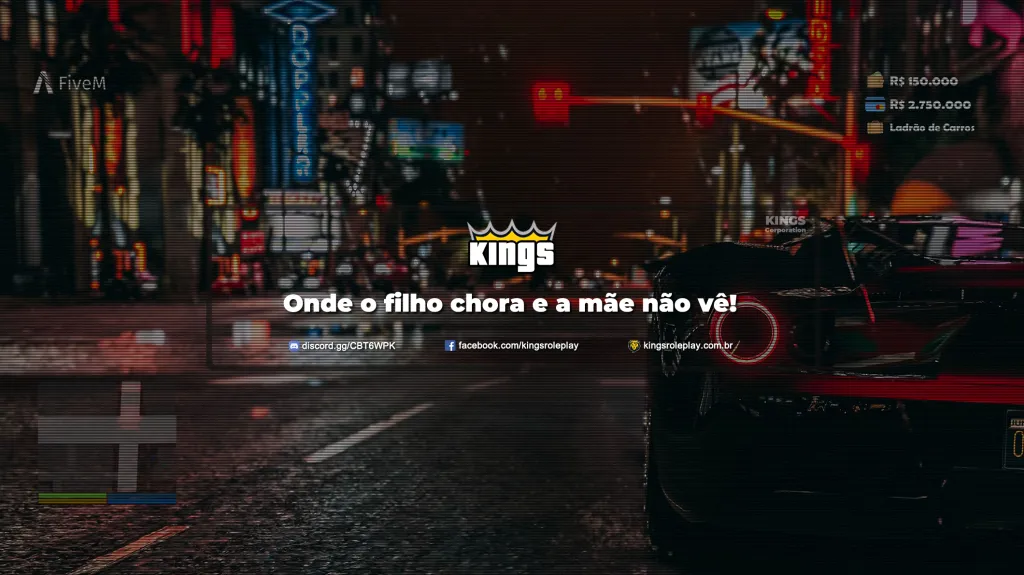 FiveM
R$ 150.000
R$ 2.750.000
Ladrão de Carros
KINGS
Corporation
kings
Onde o filho chora e a mãe não vê!
discord.gg/CBT6WPK
facebook.com/kingsroleplay
kingsroleplay.com.br